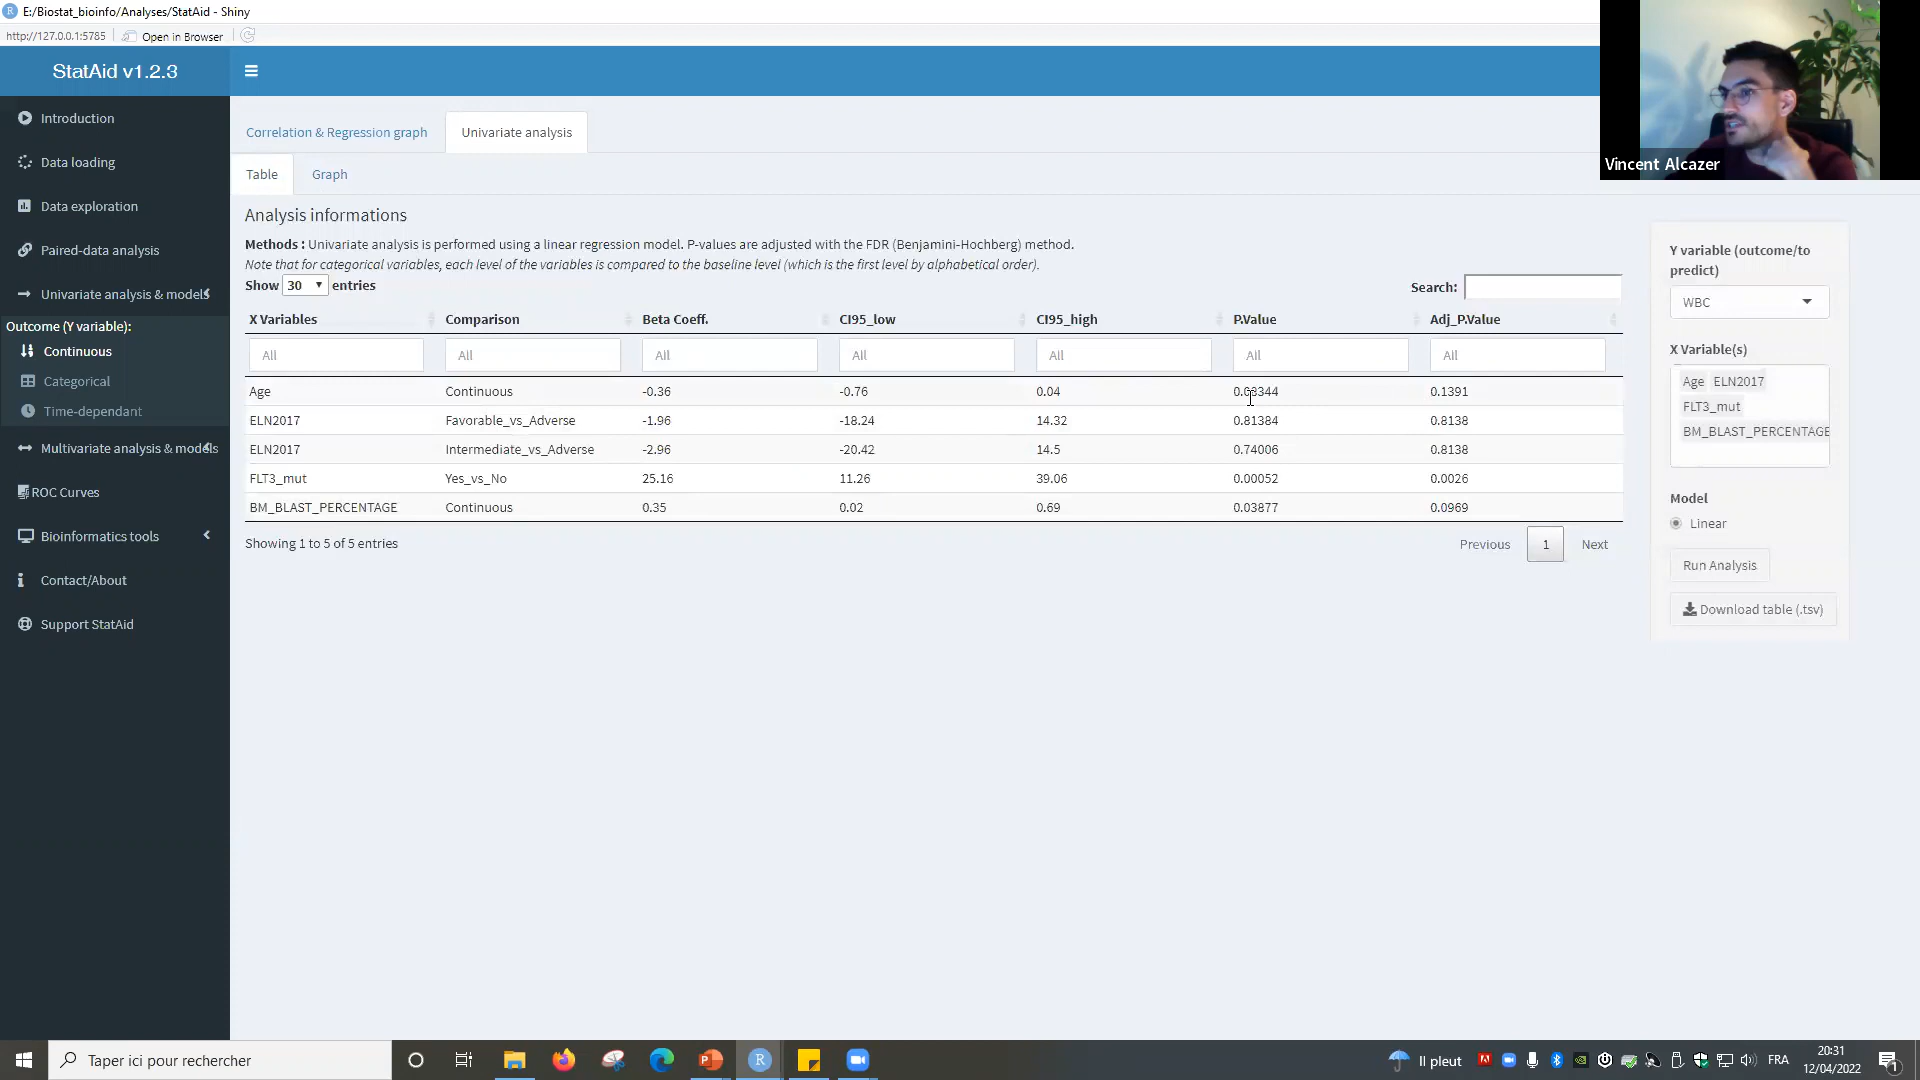 E:/Biostat_bioinfo/Analyses/StatAid - Shiny
http://127.0.0.1:5785 Open in Browser
StatAid v1.2.3
Introduction
Data loading
Data exploration
Paired-data analysis
Univariate analysis & models
Outcome (Y variable):
Continuous
Categorical
Time-dependant
Multivariate analysis & models
ROC Curves
Bioinformatics tools
Contact/About
Support StatAid
Correlation & Regression graph Univariate analysis
Table Graph
Analysis informations
Methods : Univariate analysis is performed using a linear regression model. P-values are adjusted with the FDR (Benjamini-Hochberg) method.
Note that for categorical variables, each level of the variables is compared to the baseline level (which is the first level by alphabetical order).
Show 30 entries Search:
X Variables Comparison Beta Coeff. CI95_low CI95_high P.Value Adj_P.Value
All All All All All All All
Age Continuous -0.36 -0.76 0.04 0.08344 0.1391
ELN2017 Favorable_vs_Adverse -1.96 -18.24 14.32 0.81384 0.8138
ELN2017 Intermediate_vs_Adverse -2.96 -20.42 14.5 0.74006 0.8138
FLT3_mut Yes_vs_No 25.16 11.26 39.06 0.00052 0.0026
BM_BLAST_PERCENTAGE Continuous 0.35 0.02 0.69 0.03877 0.0969
Showing 1 to 5 of 5 entries Previous 1 Next
Vincent Alcazer
Y variable (outcome/to
predict)
WBC
X Variable(s)
Age ELN2017
FLT3_mut
BM_BLAST_PERCENTAGE
Model
Linear
Run Analysis
Download table (.tsv)
Taper ici pour rechercher
Il pleut
FRA
20:31
12/04/2022
1